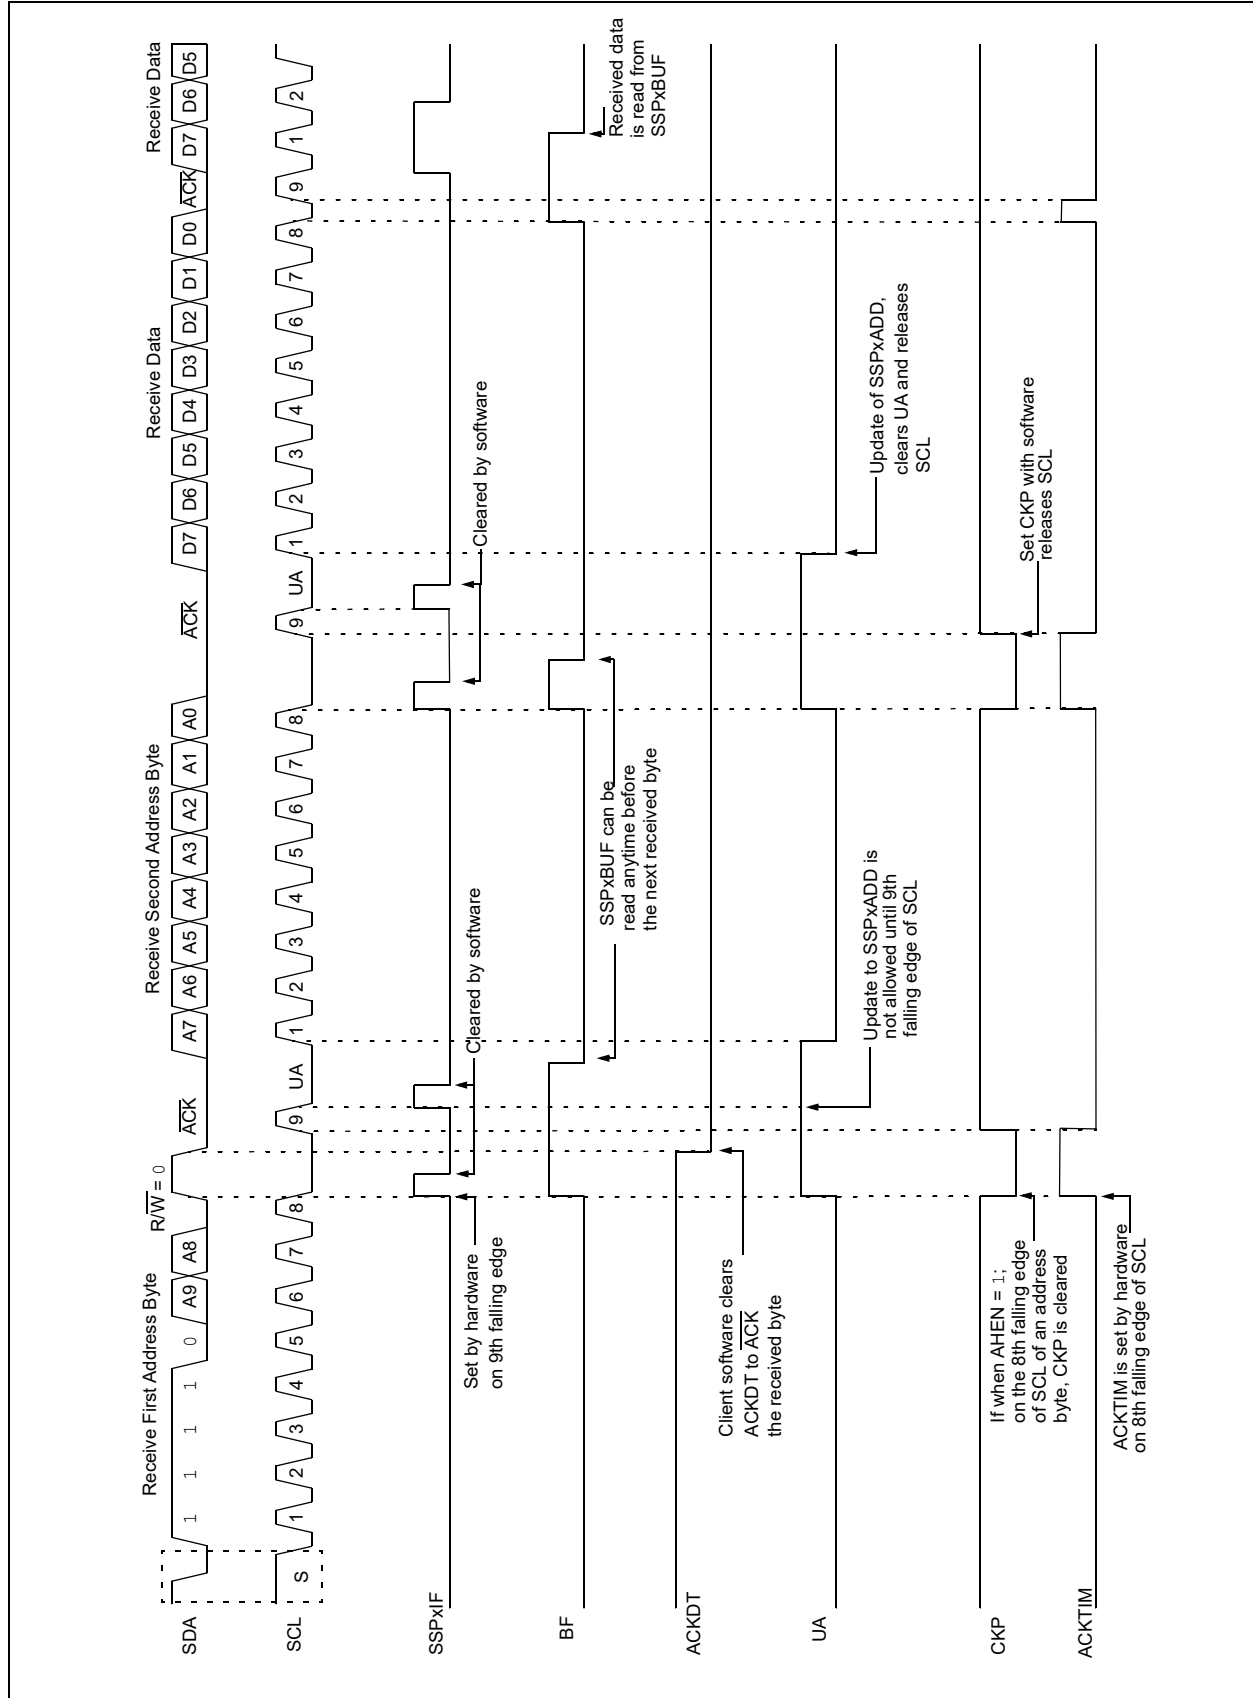 Receive First Address Byte
R/W = 0
ACK
Receive Second Address Byte
ACK
Receive Data
ACK
Receive Data
SDA
1 1 1 1 0 A9 A8
A7 A6 A5 A4 A3 A2 A1 A0
D7 D6 D5 D4 D3 D2 D1 D0
D7 D6 D5
SCL
S
1 2 3 4 5 6 7 8 9 UA
1 2 3 4 5 6 7 8 9 UA
1 2 3 4 5 6 7 8 9 1 2
SSPxIF
Set by hardware
on 9th falling edge
Cleared by software
Cleared by software
BF
SSPxBUF can be
read anytime before
the next received byte
Received data
is read from
SSPxBUF
ACKDT
Client software clears
ACKDT to ACK
the received byte
UA
Update to SSPxADD is
not allowed until 9th
falling edge of SCL
Update of SSPxADD,
clears UA and releases
SCL
CKP
If when AHEN = 1;
on the 8th falling edge
of SCL of an address
byte, CKP is cleared
Set CKP with software
releases SCL
ACKTIM
ACKTIM is set by hardware
on 8th falling edge of SCL